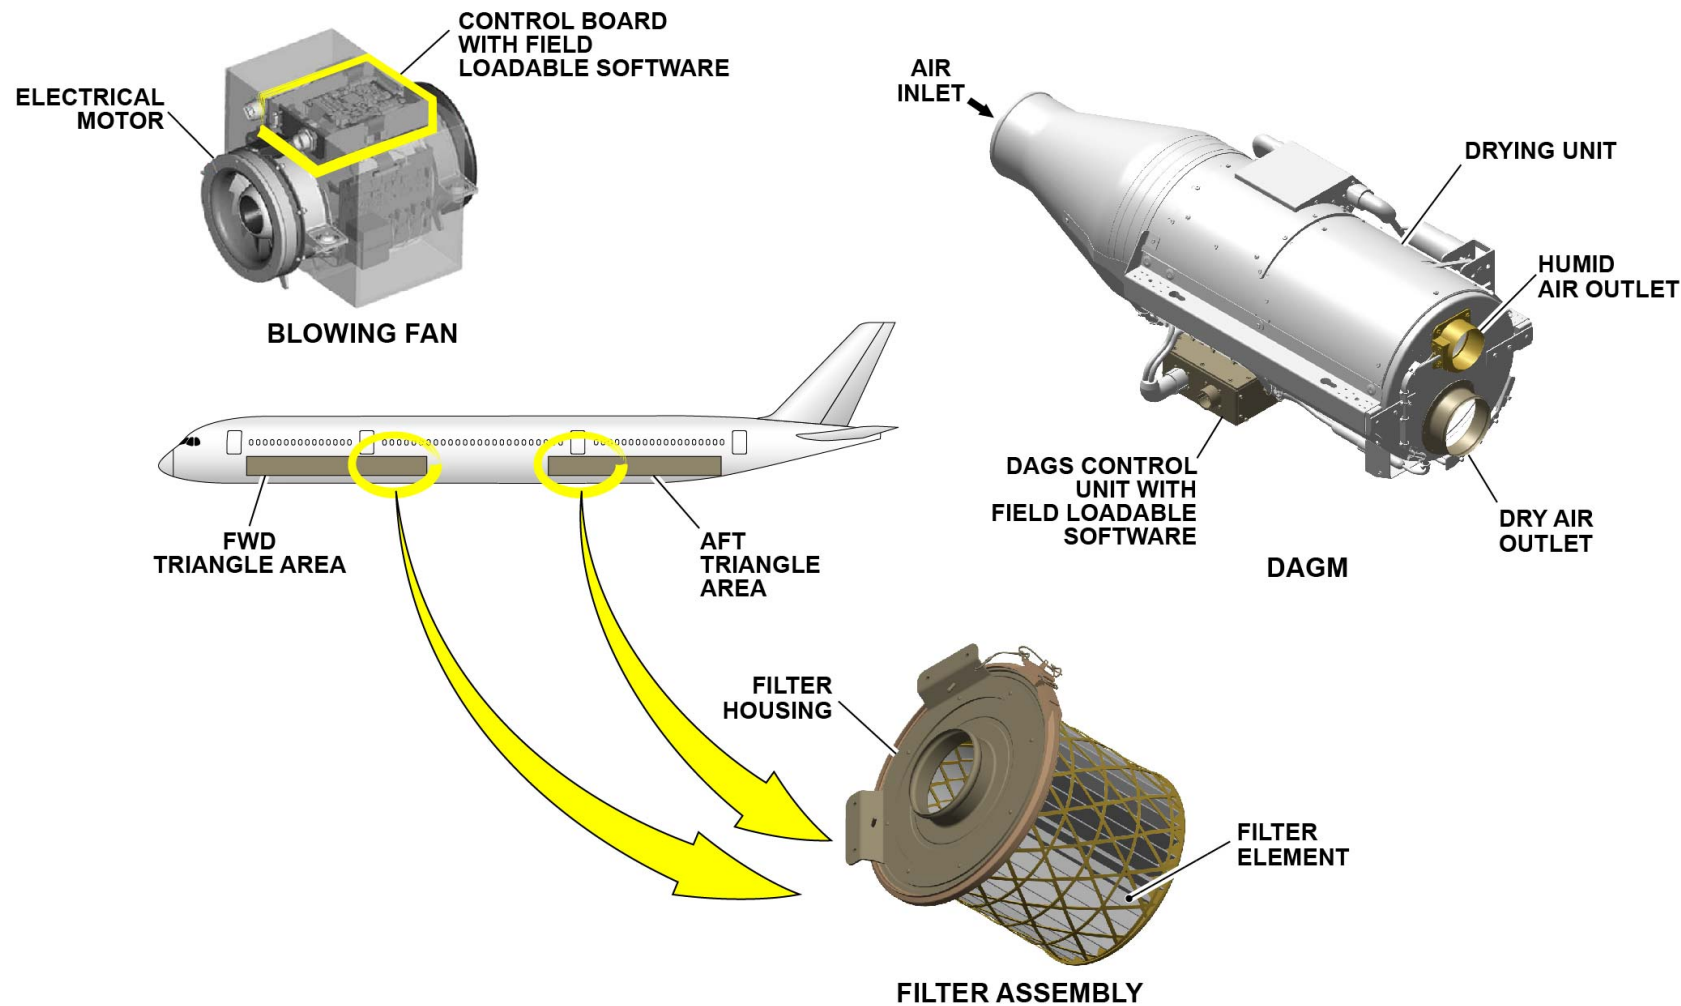 CONTROL BOARD
WITH FIELD
LOADABLE SOFTWARE
ELECTRICAL
MOTOR
BLOWING FAN
AIR
INLET
DRYING UNIT
HUMID
AIR OUTLET
DAGS CONTROL
UNIT WITH
FIELD LOADABLE
SOFTWARE
DRY AIR
OUTLET
DAGM
FWD
TRIANGLE AREA
AFT
TRIANGLE
AREA
FILTER
HOUSING
FILTER
ELEMENT
FILTER ASSEMBLY